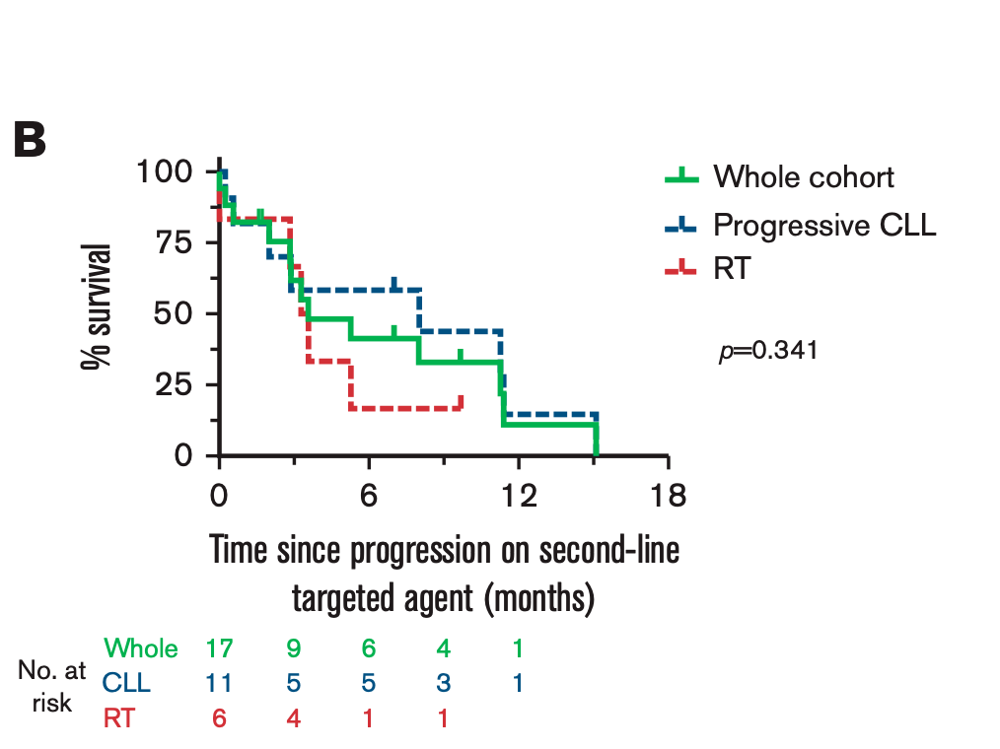 B
100
75
50
25
0
% survival
0 6 12 18
Time since progression on second-line
targeted agent (months)
Whole cohort
Progressive CLL
RT
p=0.341
No. at
risk
Whole 17 9 6 4 1
CLL 11 5 5 3 1
RT 6 4 1 1